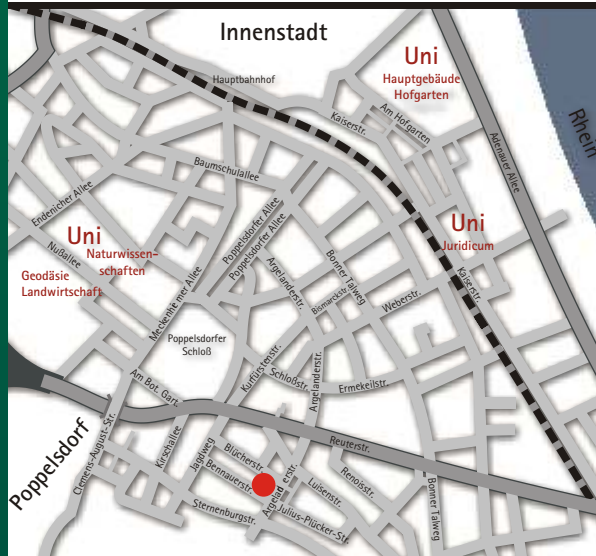 Innenstadt
Uni
Hauptgebäude
Hofgarten
Hauptbahnhof
Kaiserstr.
Am Hofgarten
Rhein
Adenauer Allee
Baumschulallee
Endenicher Allee
Uni
Naturwissen-
schaften
Nußallee
Geodäsie
Landwirtschaft
Poppelsdorfer Allee
Poppelsdorfer Allee
Uni
Juridicum
Meckenheimer Allee
Argelanderstr.
Bonner Talweg
Bismarckstr.
Weberstr.
Kaiserstr.
Poppelsdorfer
Schloß
Kurfürstenstr.
Schloßstr.
Argelanderstr.
Ermekeilstr.
Am Bot. Gart.
Poppelsdorf
Clemens-August-Str.
Kirschallee
Jagdweg
Reuterstr.
Blücherstr.
Bennauerstr.
Sternenburgstr.
Luisenstr.
Renoisstr.
Julius-Plücker-Str.
Bonner
Talweg